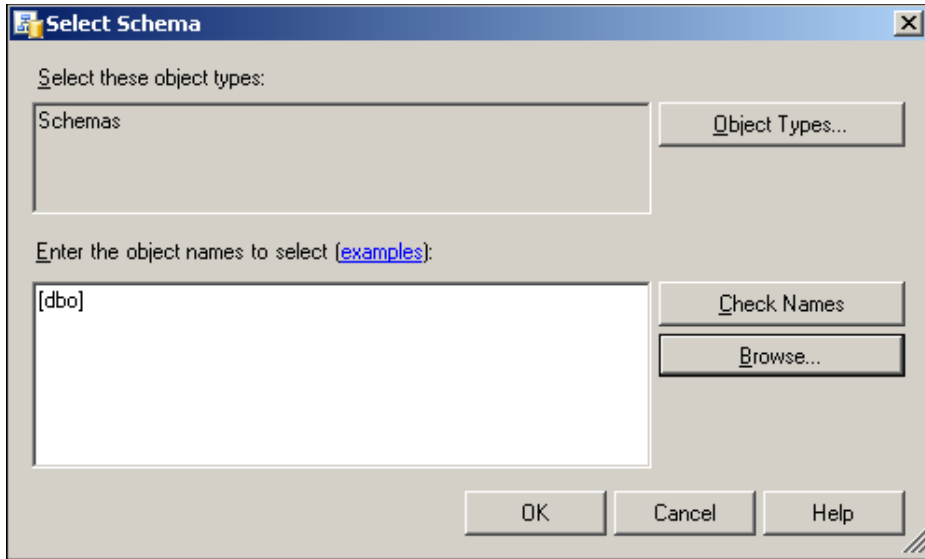 Select Schema
Select these object types:
Schemas
Object Types...
Enter the object names to select (examples):
[dbo]
Check Names
Browse...
OK
Cancel
Help